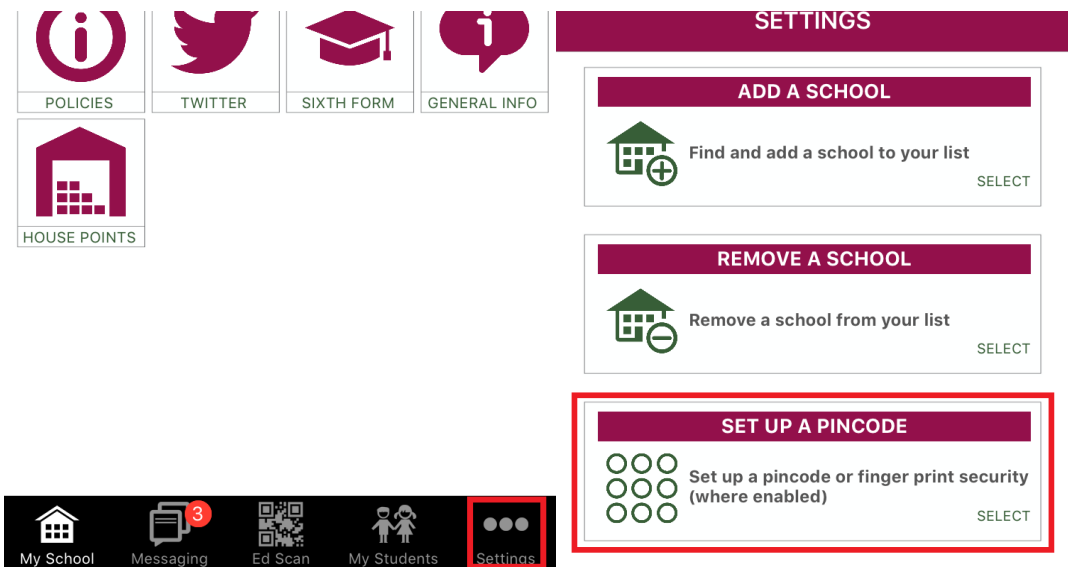 POLICIES
TWITTER
SIXTH FORM
GENERAL INFO
HOUSE POINTS
3
My School
Messaging
Ed Scan
My Students
Settings
SETTINGS
ADD A SCHOOL
Find and add a school to your list
SELECT
REMOVE A SCHOOL
Remove a school from your list
SELECT
SET UP A PINCODE
Set up a pincode or finger print security
(where enabled)
SELECT